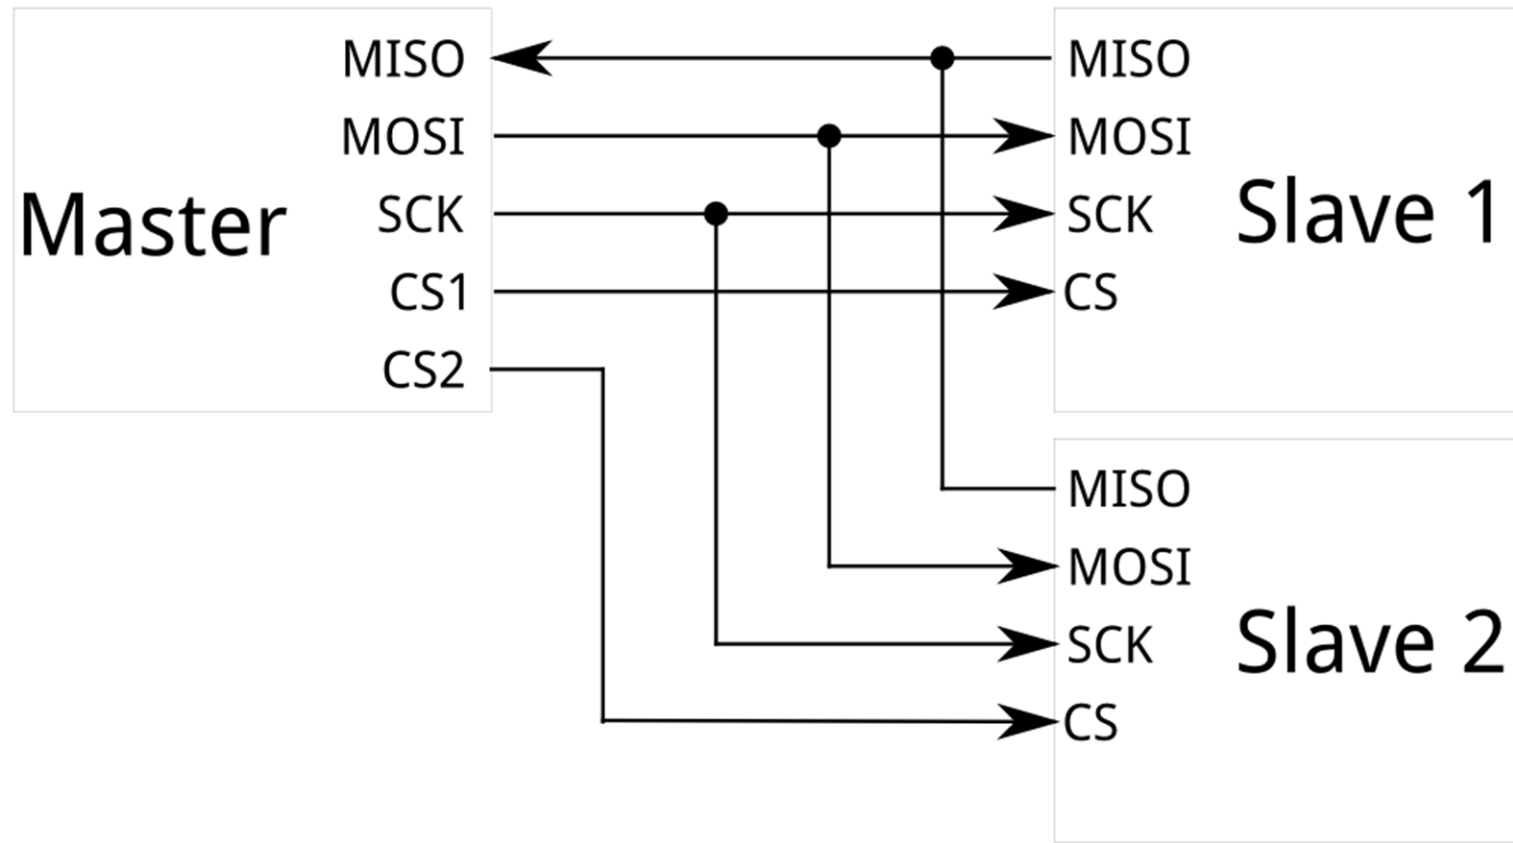 MISO
MOSI
SCK
CS1
CS2
Master
MISO
MOSI
SCK
CS
Slave 1
MISO
MOSI
SCK
CS
Slave 2